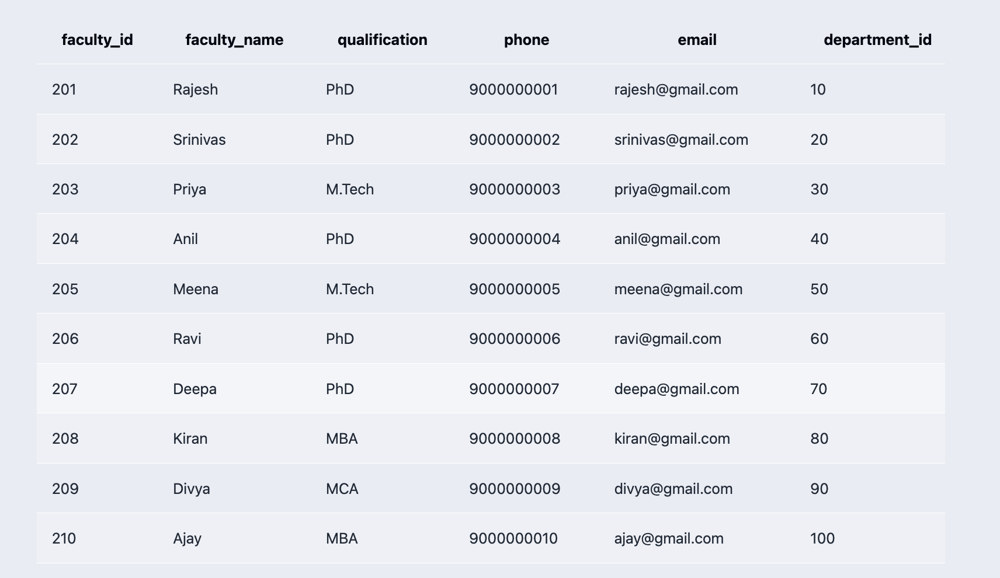 faculty_id faculty_name qualification phone email department_id
201 Rajesh PhD 9000000001 rajesh@gmail.com 10
202 Srinivas PhD 9000000002 srinivas@gmail.com 20
203 Priya M.Tech 9000000003 priya@gmail.com 30
204 Anil PhD 9000000004 anil@gmail.com 40
205 Meena M.Tech 9000000005 meena@gmail.com 50
206 Ravi PhD 9000000006 ravi@gmail.com 60
207 Deepa PhD 9000000007 deepa@gmail.com 70
208 Kiran MBA 9000000008 kiran@gmail.com 80
209 Divya MCA 9000000009 divya@gmail.com 90
210 Ajay MBA 9000000010 ajay@gmail.com 100